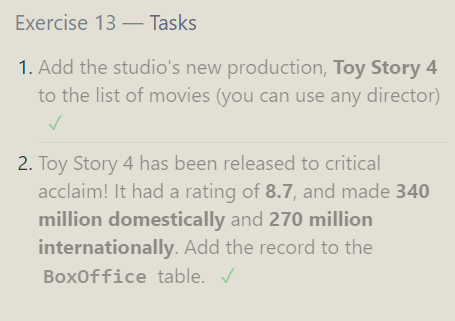 Exercise 13 — Tasks
1. Add the studio's new production, Toy Story 4
to the list of movies (you can use any director)
✓
2. Toy Story 4 has been released to critical
acclaim! It had a rating of 8.7, and made 340
million domestically and 270 million
internationally. Add the record to the
BoxOffice table. ✓